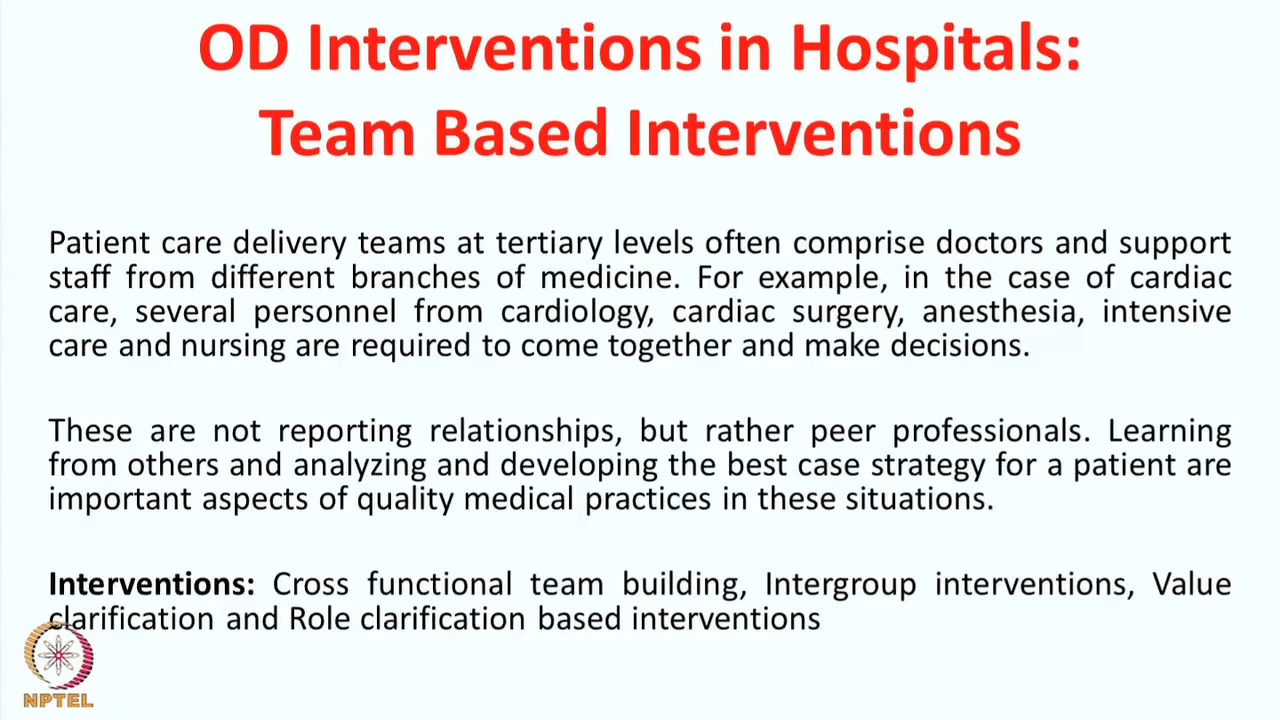 OD Interventions in Hospitals:
Team Based Interventions
Patient care delivery teams at tertiary levels often comprise doctors and support
staff from different branches of medicine. For example, in the case of cardiac
care, several personnel from cardiology, cardiac surgery, anesthesia, intensive
care and nursing are required to come together and make decisions.
These are not reporting relationships, but rather peer professionals. Learning
from others and analyzing and developing the best case strategy for a patient are
important aspects of quality medical practices in these situations.
Interventions: Cross functional team building, Intergroup interventions, Value
clarification and Role clarification based interventions
NPTEL